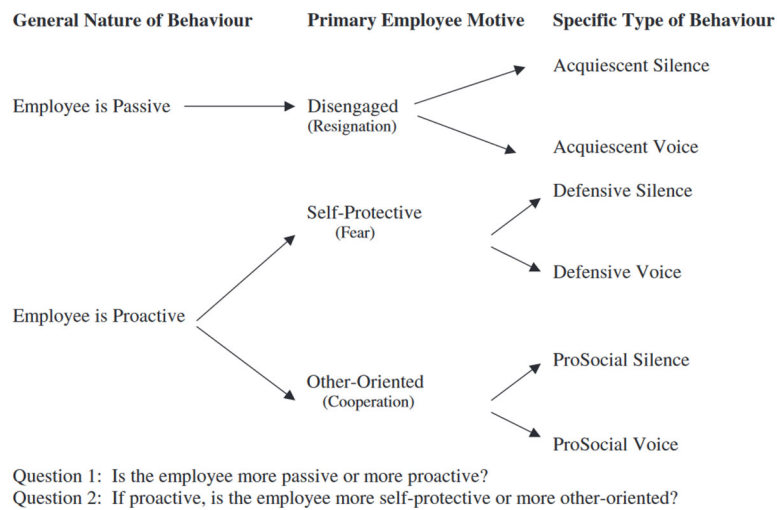 General Nature of Behaviour
Primary Employee Motive
Specific Type of Behaviour
Employee is Passive
Disengaged
(Resignation)
Acquiescent Silence
Acquiescent Voice
Employee is Proactive
Self-Protective
(Fear)
Defensive Silence
Defensive Voice
Other-Oriented
(Cooperation)
ProSocial Silence
ProSocial Voice
Question 1: Is the employee more passive or more proactive?
Question 2: If proactive, is the employee more self-protective or more other-oriented?